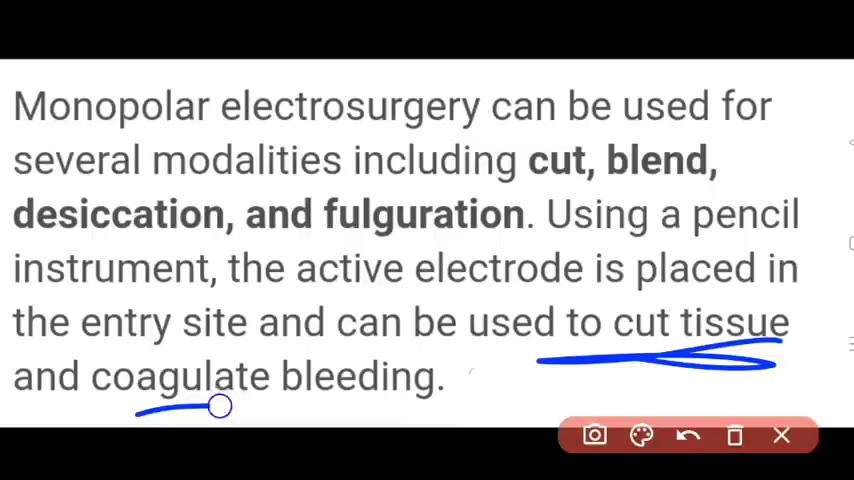 Monopolar electrosurgery can be used for
several modalities including cut, blend,
desiccation, and fulguration. Using a pencil
instrument, the active electrode is placed in
the entry site and can be used to cut tissue
and coagulate bleeding.